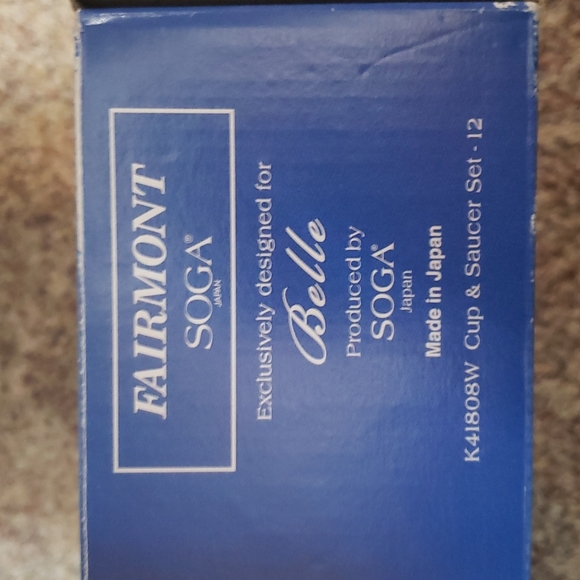 FAIRMONT
SOGA®
JAPAN
Exclusively designed for
Belle
Produced by
SOGA®
Japan
Made in Japan
K41808W Cup & Saucer Set - 12